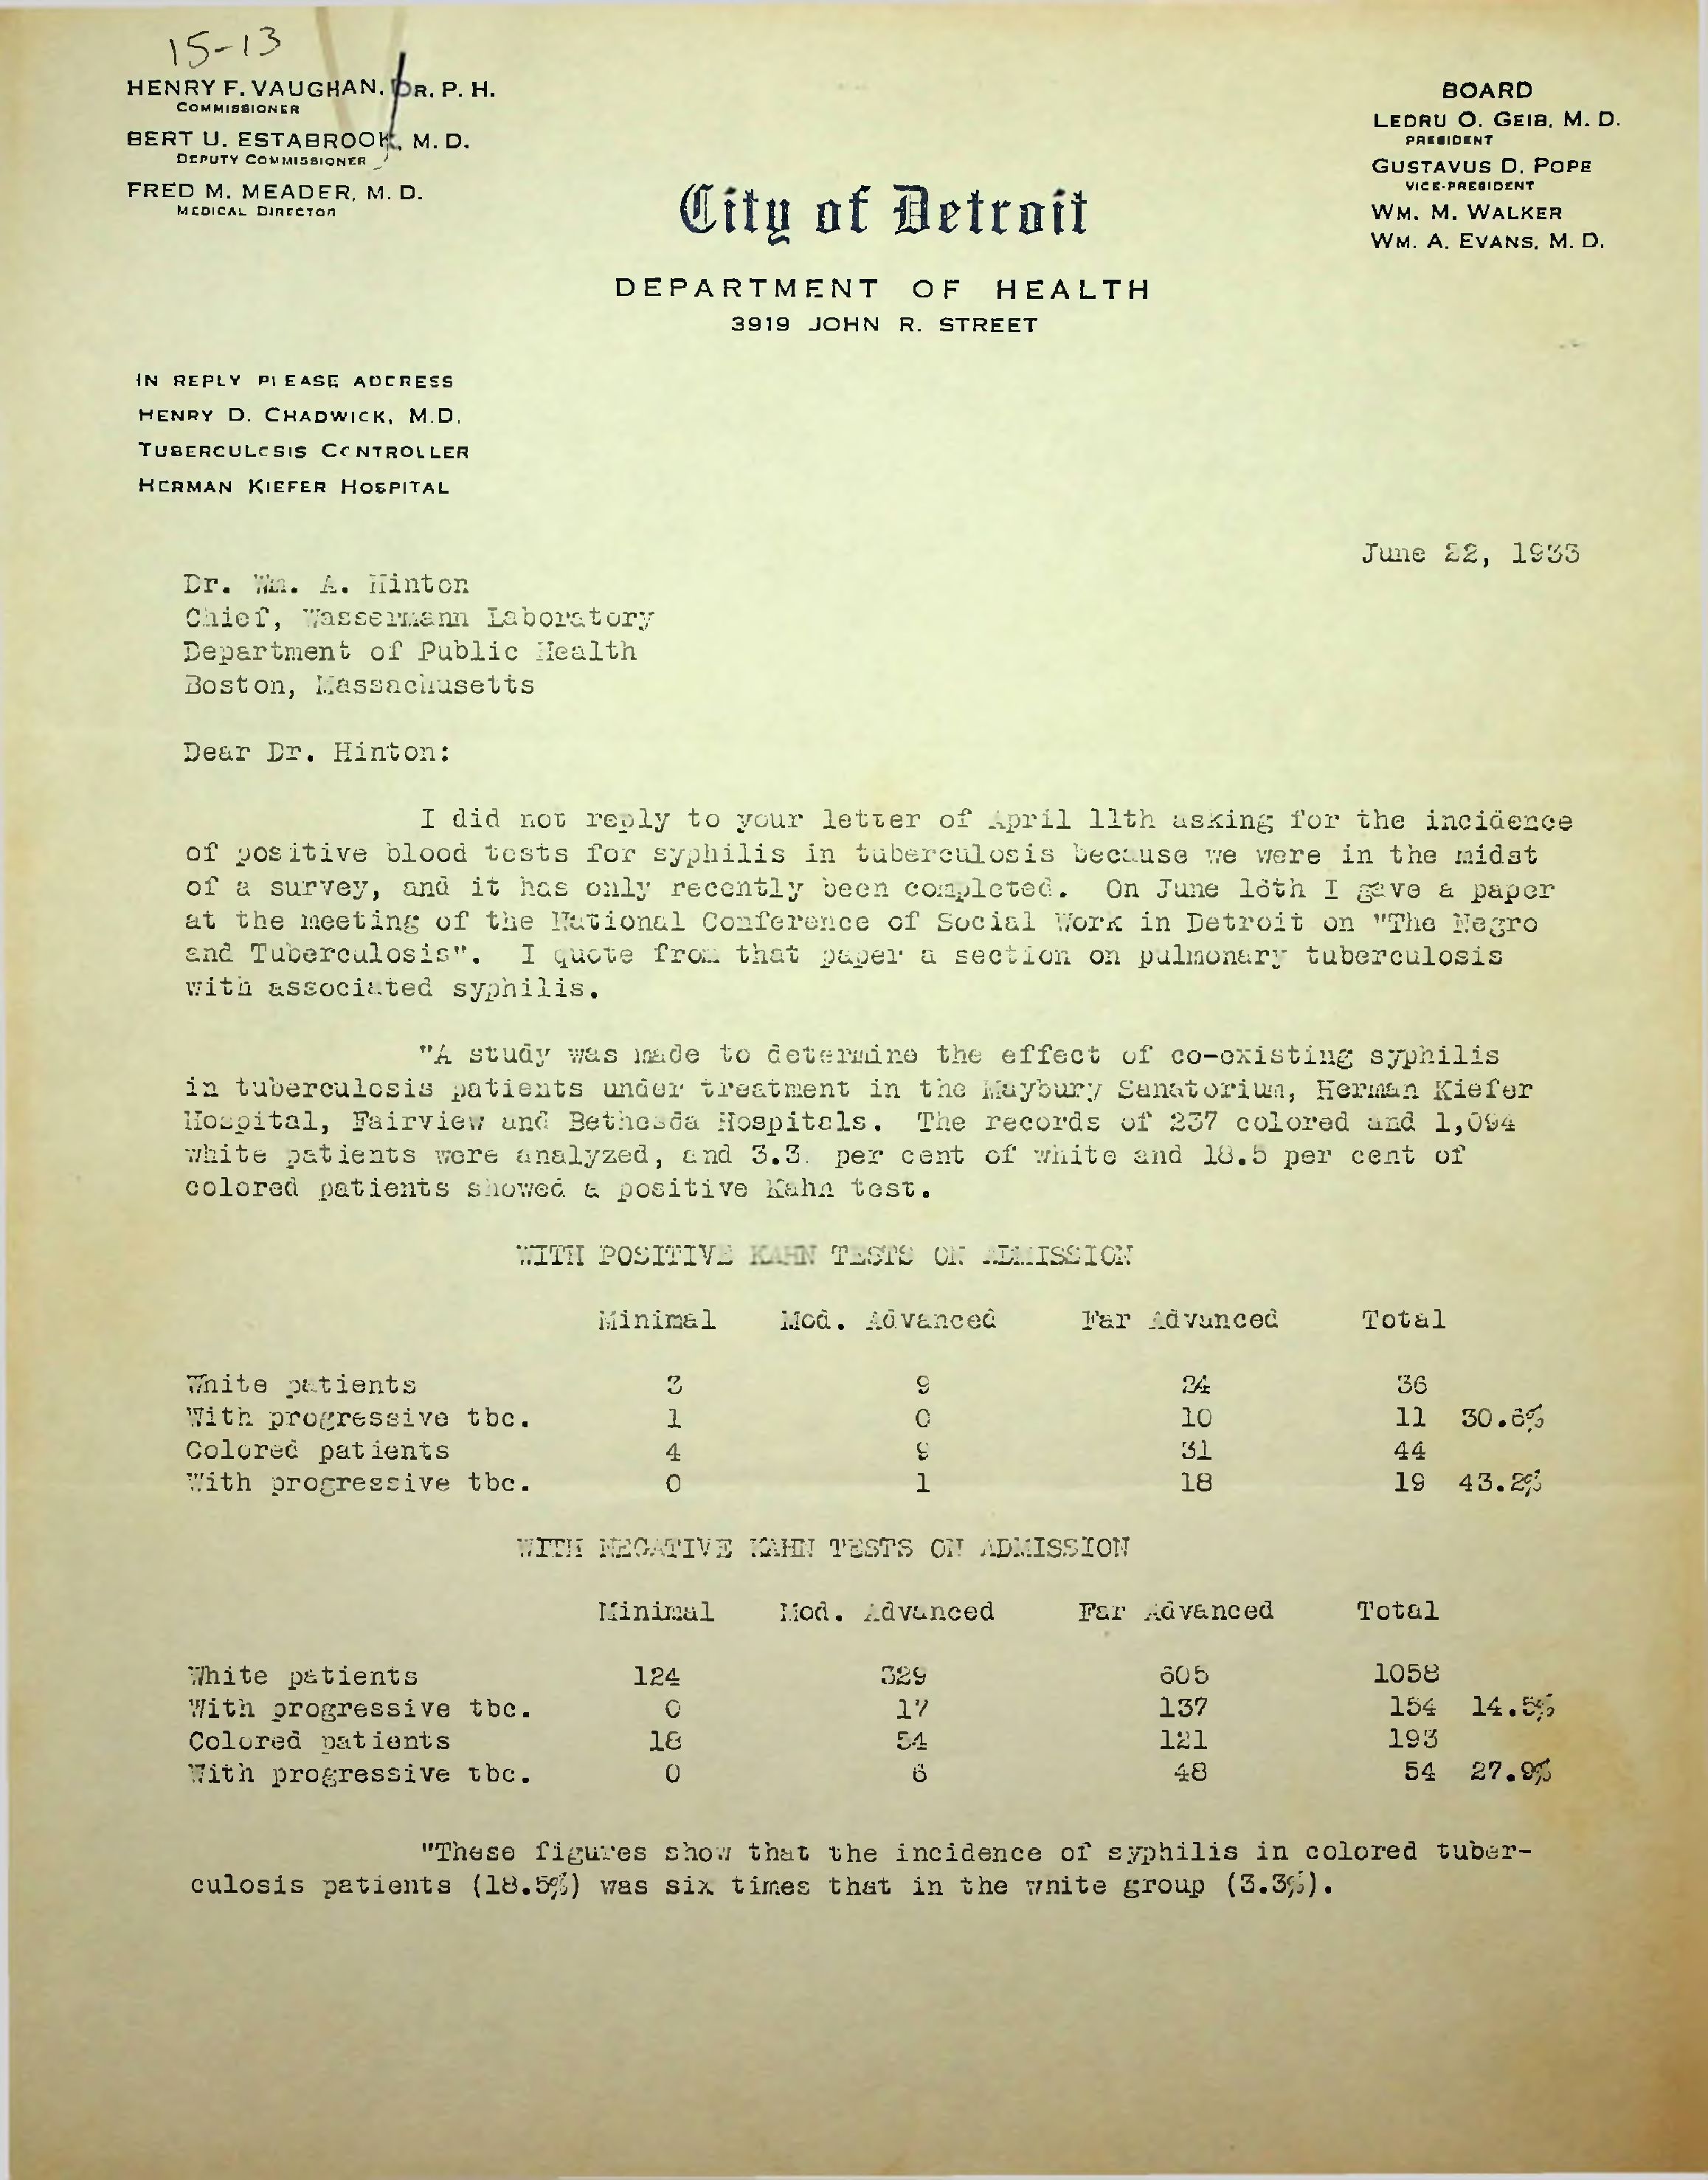 15-13
HENRY F. VAUGHAN, DR. P. H.
COMMISSIONER
BERT U. ESTABROOK, M. D.
DEPUTY COMMISSIONER
FRED M. MEADER, M. D.
MEDICAL DIRECTOR
BOARD
LEDRU O. GEIB, M. D.
PRESIDENT
GUSTAVUS D. POPE
VICE-PRESIDENT
WM. M. WALKER
WM. A. EVANS, M. D.
City of Detroit
DEPARTMENT OF HEALTH
3919 JOHN R. STREET
IN REPLY PLEASE ADDRESS
HENRY D. CHADWICK, M.D.
TUBERCULOSIS CONTROLLER
HERMAN KIEFER HOSPITAL
June 22, 1933
Dr. Wm. A. Hinton
Chief, Wassermann Laboratory
Department of Public Health
Boston, Massachusetts
Dear Dr. Hinton:
I did not reply to your letter of April 11th asking for the incidence
of positive blood tests for syphilis in tuberculosis because we were in the midst
of a survey, and it has only recently been completed. On June 16th I gave a paper
at the meeting of the National Conference of Social Work in Detroit on "The Negro
and Tuberculosis". I quote from that paper a section on pulmonary tuberculosis
with associated syphilis.
"A study was made to determine the effect of co-existing syphilis
in tuberculosis patients under treatment in the Maybury Sanatorium, Herman Kiefer
Hospital, Fairview and Bethesda Hospitals. The records of 237 colored and 1,094
white patients were analyzed, and 3.3 per cent of white and 18.5 per cent of
colored patients showed a positive Kahn test.
WITH POSITIVE KAHN TESTS ON ADMISSION
Minimal Mod. Advanced Far Advanced Total
White patients 3 9 24 36
With progressive tbc. 1 0 10 11 30.6%
Colored patients 4 9 31 44
With progressive tbc. 0 1 18 19 43.2%
WITH NEGATIVE KAHN TESTS ON ADMISSION
Minimal Mod. Advanced Far Advanced Total
White patients 124 329 605 1058
With progressive tbc. 0 17 137 154 14.5%
Colored patients 18 54 121 193
With progressive tbc. 0 6 48 54 27.9%
"These figures show that the incidence of syphilis in colored tuber-
culosis patients (18.5%) was six times that in the white group (3.3%).